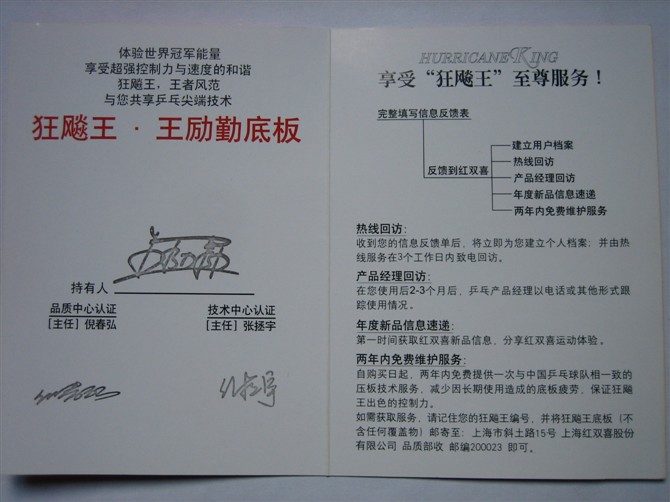 体验世界冠军能量
享受超强控制力与速度的和谐
狂飚王，王者风范
与您共享乒乓尖端技术
狂飚王·王励勤底板
持有人
品质中心认证
[主任] 倪春弘
技术中心认证
[主任] 张扬宇
HURRICANE KING
享受“狂飚王”至尊服务！
完整填写信息反馈表
反馈到红双喜
建立用户档案
热线回访
产品经理回访
年度新品信息速递
两年内免费维护服务
热线回访：
收到您的信息反馈单后，将立即为您建立个人档案；并由热
线服务在3个工作日内致电回访。
产品经理回访：
在您使用后2-3个月后，乒乓产品经理以电话或其他形式跟
踪使用情况。
年度新品信息速递：
第一时间获取红双喜新品信息，分享红双喜运动体验。
两年内免费维护服务：
自购买日起，两年内免费提供一次与中国乒乓球队相一致的
压板技术服务，减少因长期使用造成的底板疲劳，保证狂飚
王出色的控制力。
如需获取服务，请记住您的狂飚王编号，并将狂飚王底板（不
含任何覆盖物）邮寄至：上海市斜土路15号 上海红双喜股份
有限公司 品质部收 邮编200023 即可。